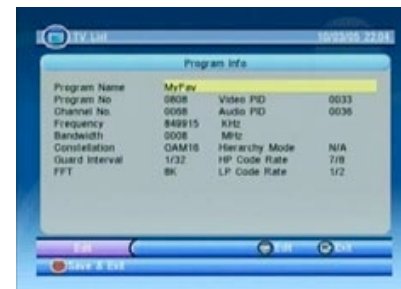 TV List 10/03/05 22:04
Program Info
Program Name MyFav
Program No 0808 Video PID 0033
Channel No. 0068 Audio PID 0036
Frequency 849915 KHz
Bandwidth 0008 MHz
Constellation QAM16 Hierarchy Mode N/A
Guard Interval 1/32 HP Code Rate 7/8
FFT 8K LP Code Rate 1/2
Edit Edit Exit
Save & Exit